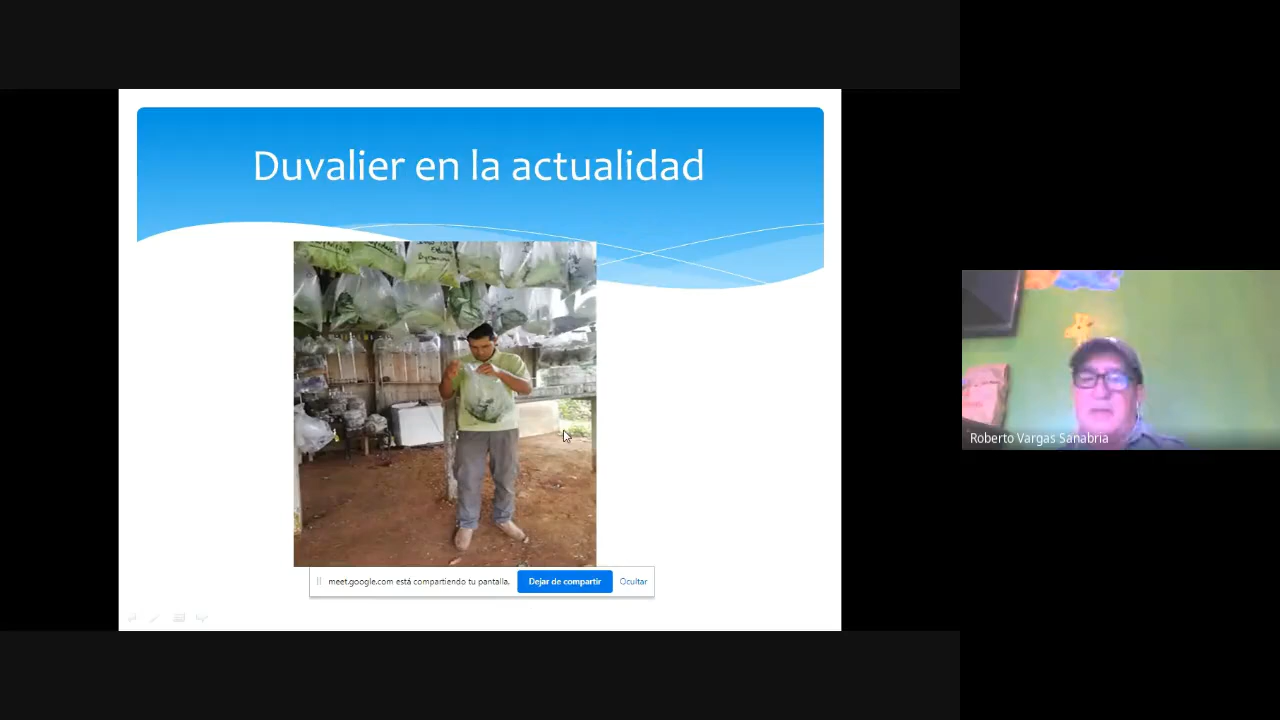 Duvalier en la actualidad
meet.google.com está compartiendo tu pantalla.
Dejar de compartir
Ocultar
Roberto Vargas Sanabria